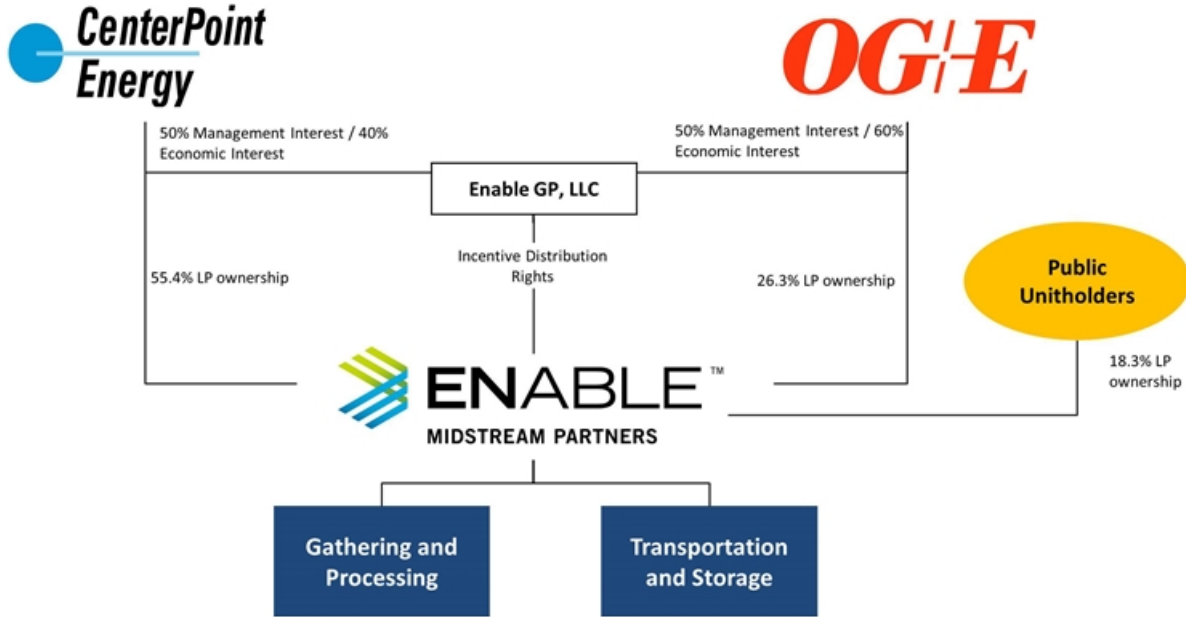 CenterPoint
Energy
OG+E
50% Management Interest / 40%
Economic Interest
50% Management Interest / 60%
Economic Interest
Enable GP, LLC
Incentive Distribution
Rights
55.4% LP ownership
26.3% LP ownership
Public
Unitholders
18.3% LP
ownership
ENABLE™
MIDSTREAM PARTNERS
Gathering and
Processing
Transportation
and Storage